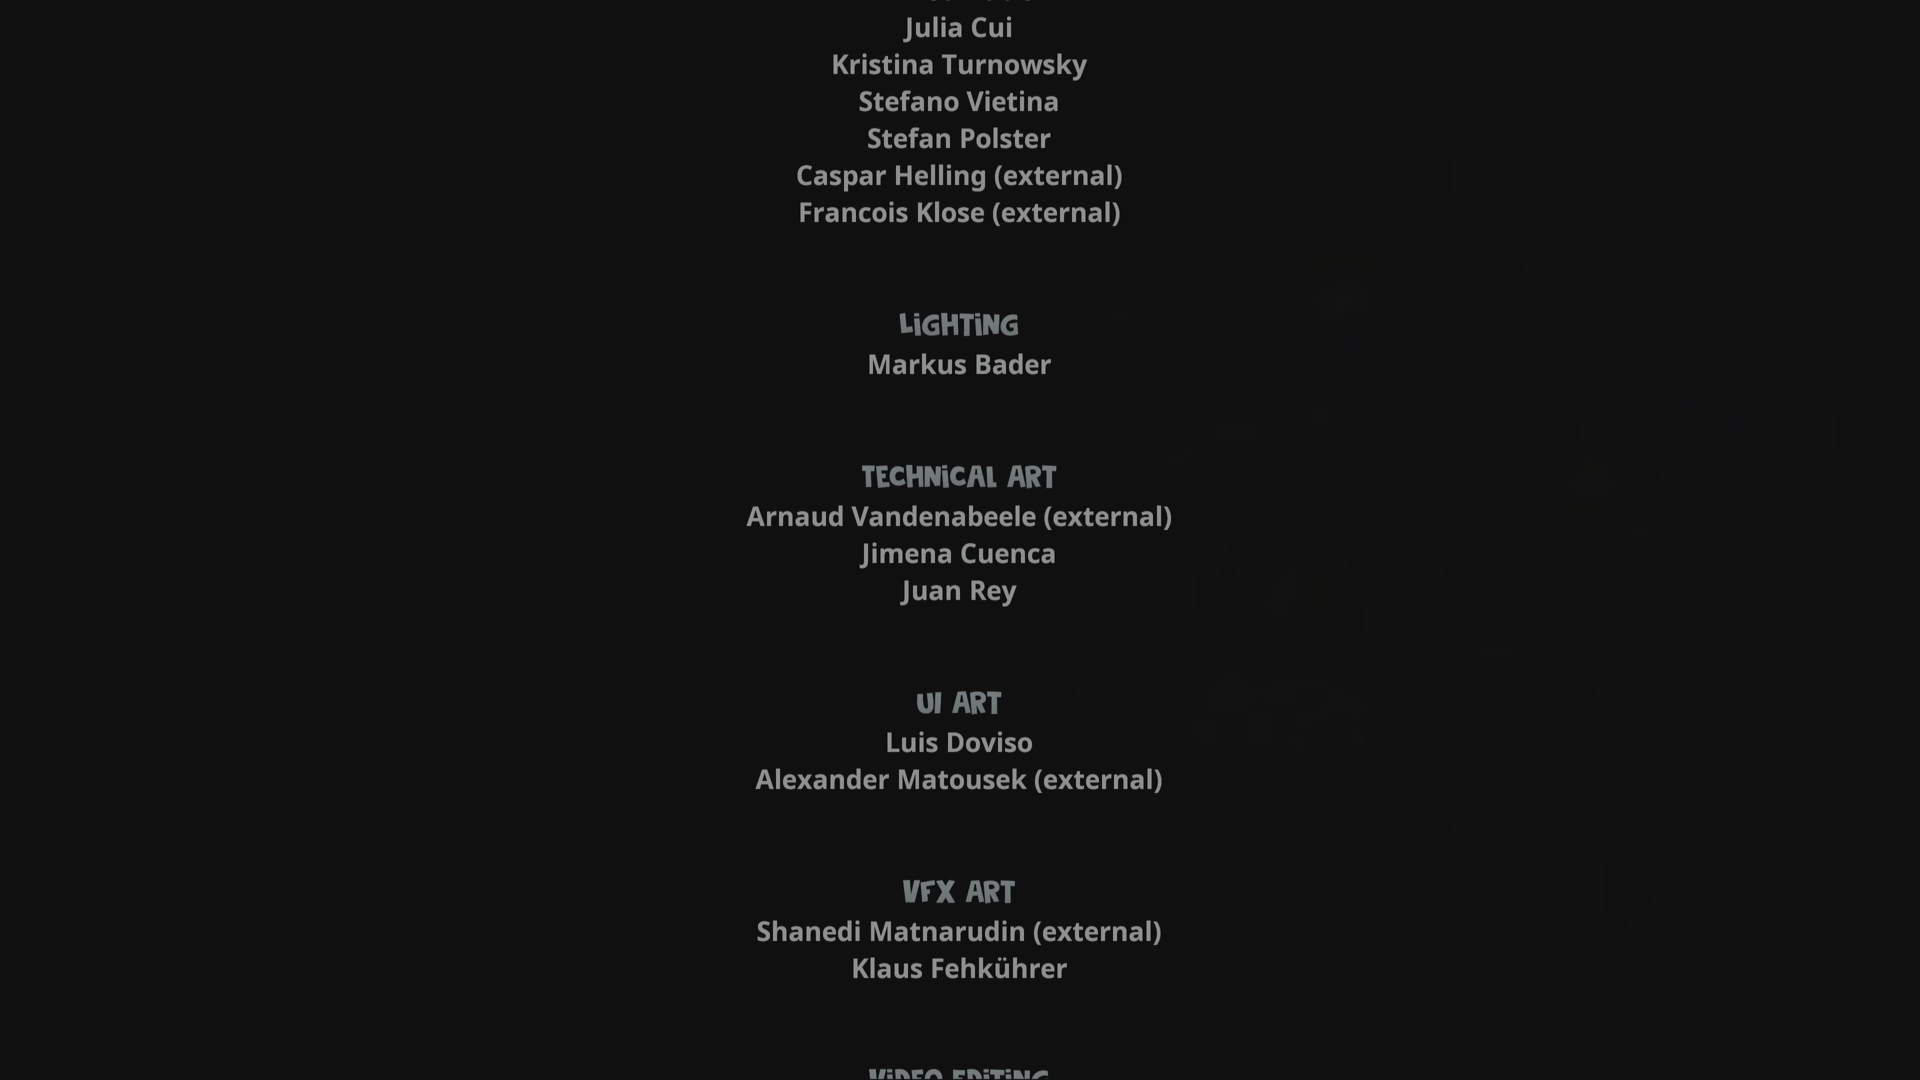 Julia Cui
Kristina Turnowsky
Stefano Vietina
Stefan Polster
Caspar Helling (external)
Francois Klose (external)
LiGHTiNG
Markus Bader
TECHNiCAL ART
Arnaud Vandenabeele (external)
Jimena Cuenca
Juan Rey
UI ART
Luis Doviso
Alexander Matousek (external)
VFX ART
Shanedi Matnarudin (external)
Klaus Fehkührer
ViDEO EDiTiNG